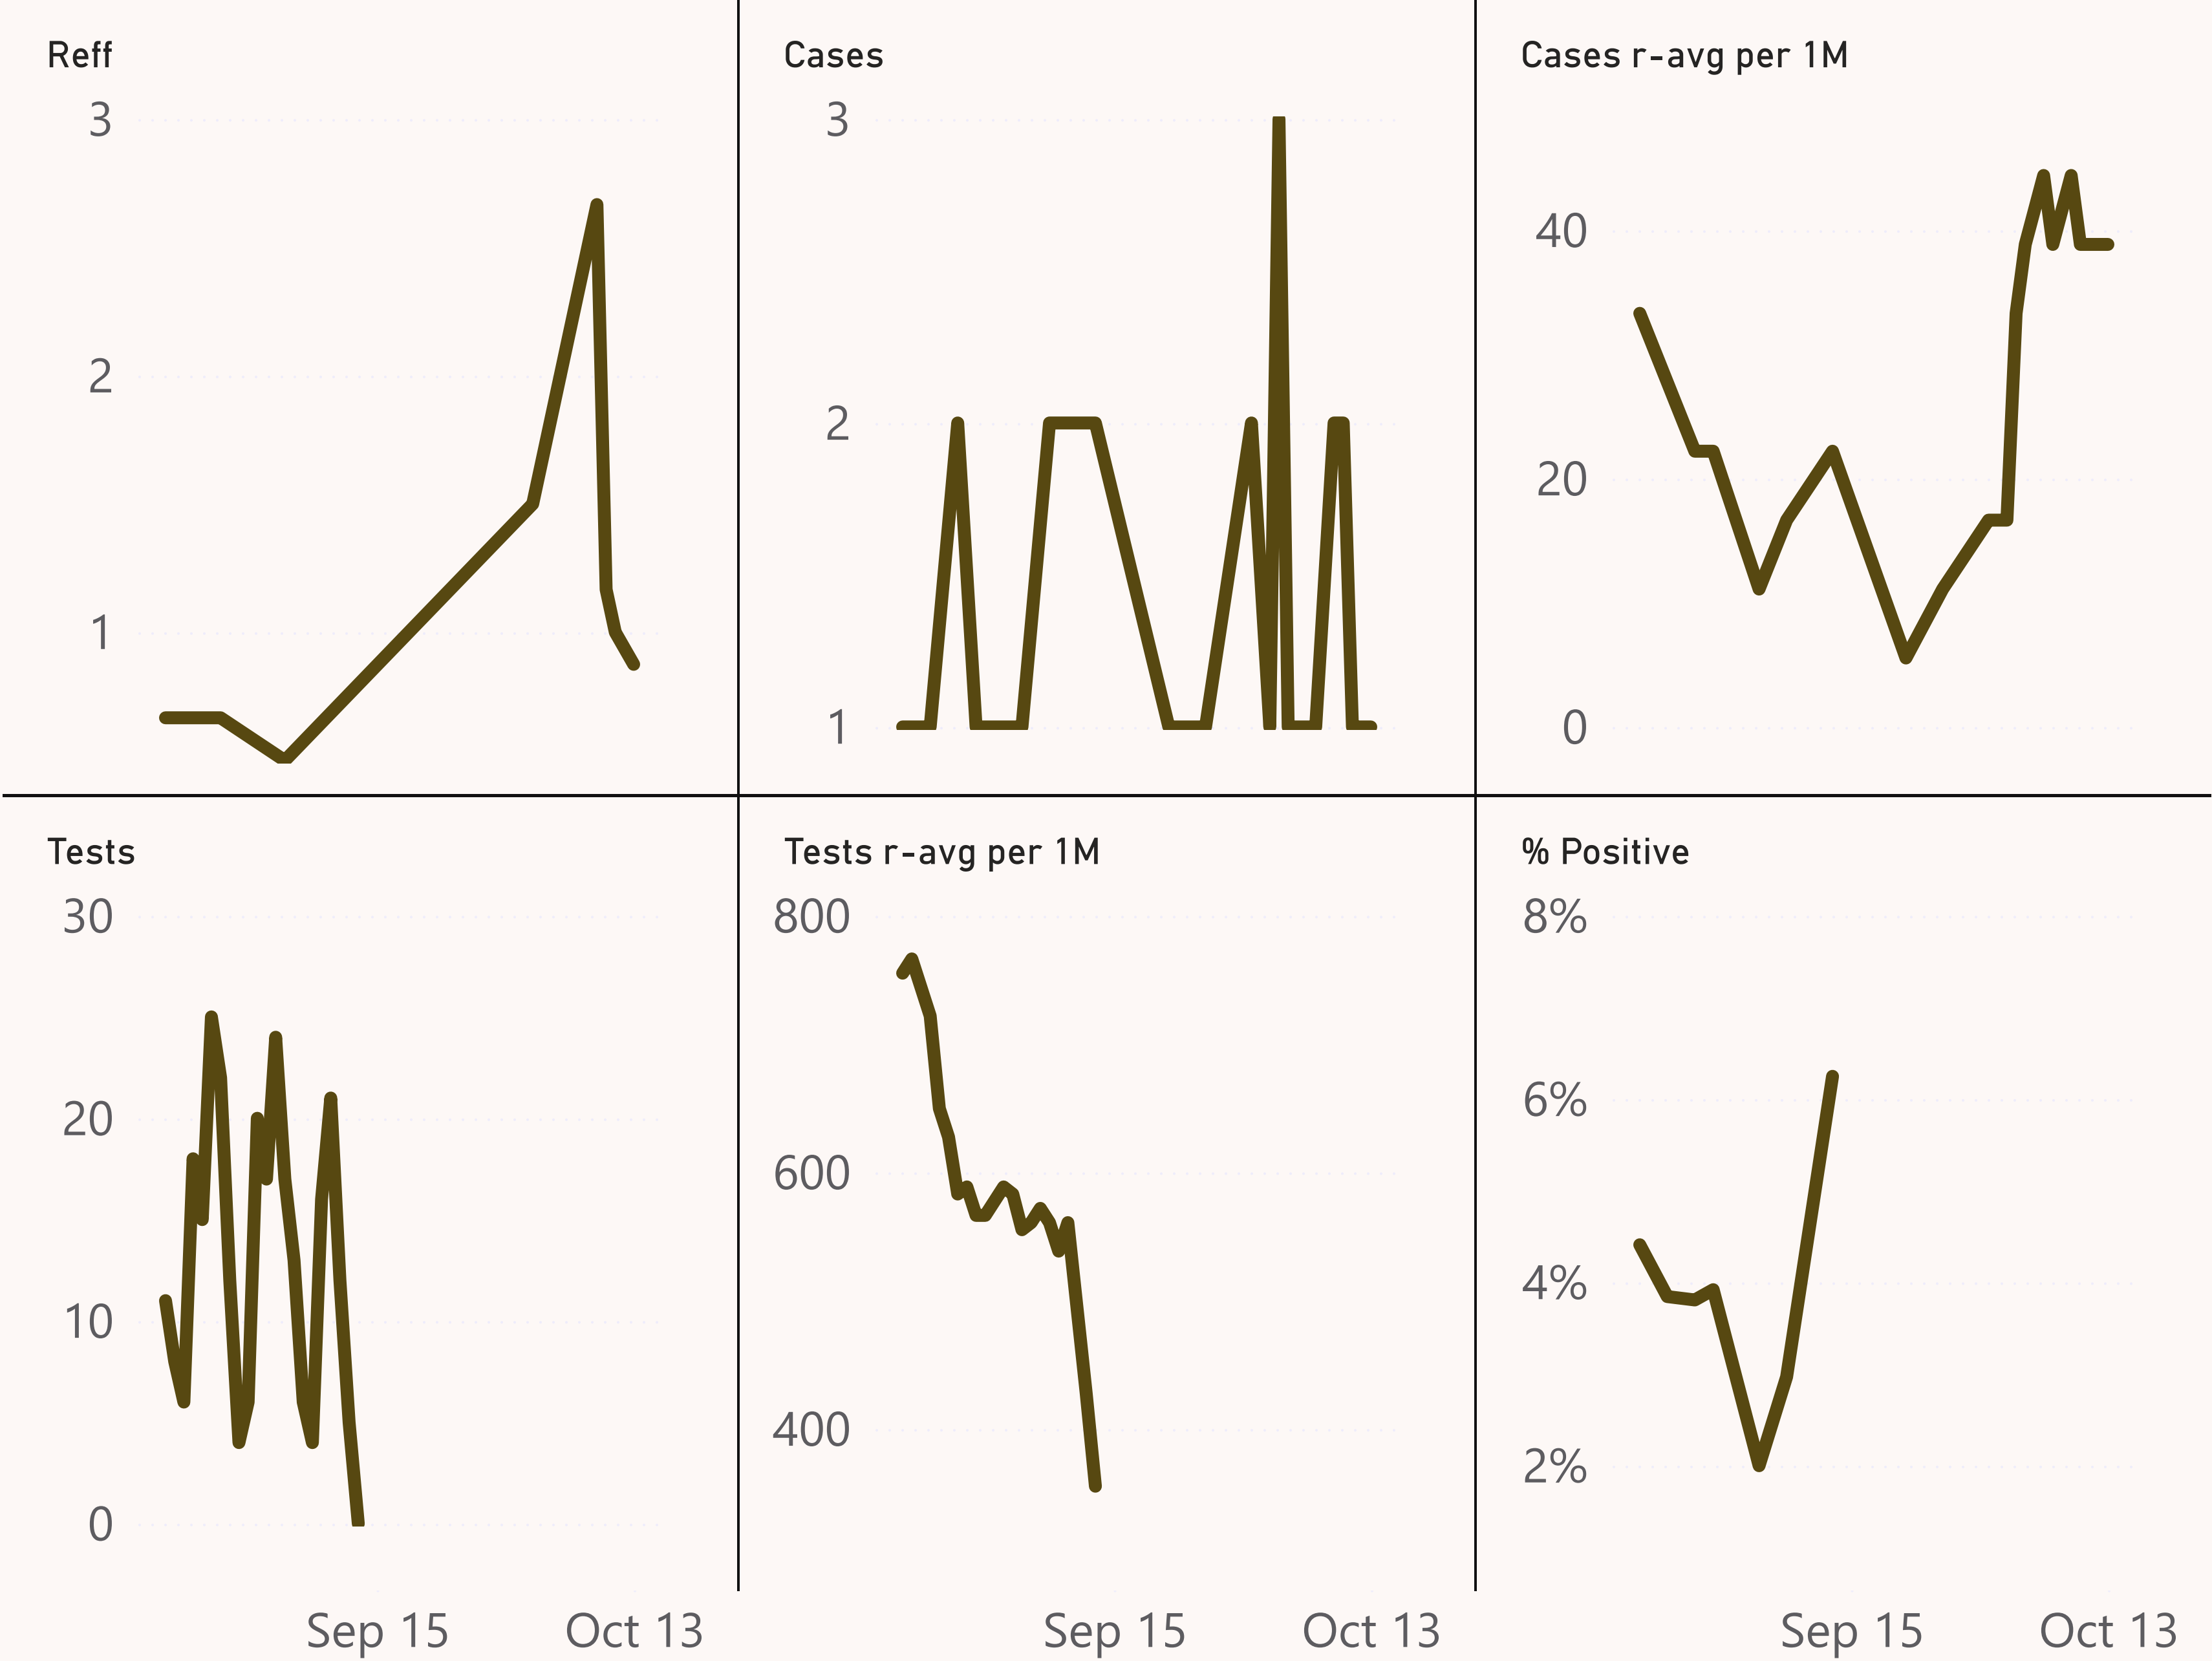 Reff
3
2
1
Cases
3
2
1
Cases r-avg per 1M
40
20
0
Tests
30
20
10
0
Sep 15 Oct 13
Tests r-avg per 1M
800
600
400
Sep 15 Oct 13
% Positive
8%
6%
4%
2%
Sep 15 Oct 13